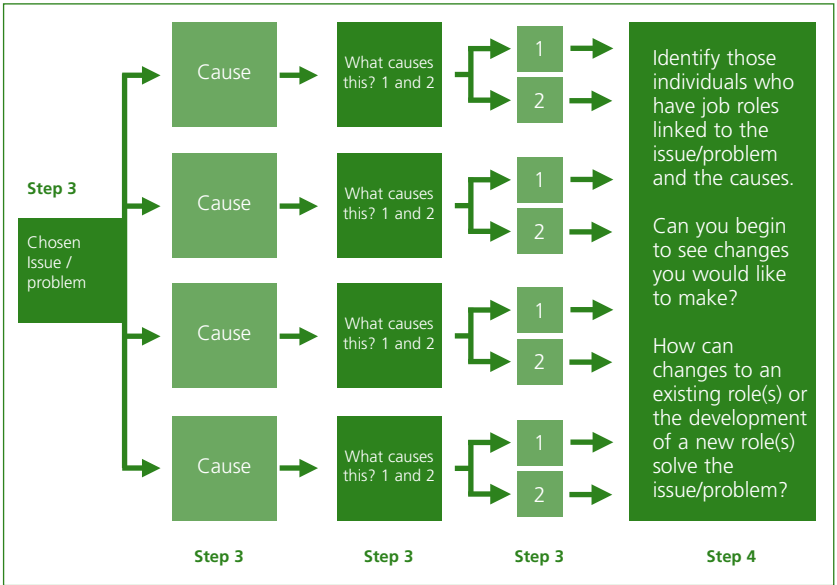 Step 3
Chosen
Issue /
problem
Cause
What causes
this? 1 and 2
1
2
Cause
What causes
this? 1 and 2
1
2
Cause
What causes
this? 1 and 2
1
2
Cause
What causes
this? 1 and 2
1
2
Identify those
individuals who
have job roles
linked to the
issue/problem
and the causes.
Can you begin
to see changes
you would like
to make?
How can
changes to an
existing role(s) or
the development
of a new role(s)
solve the
issue/problem?
Step 3
Step 3
Step 3
Step 4